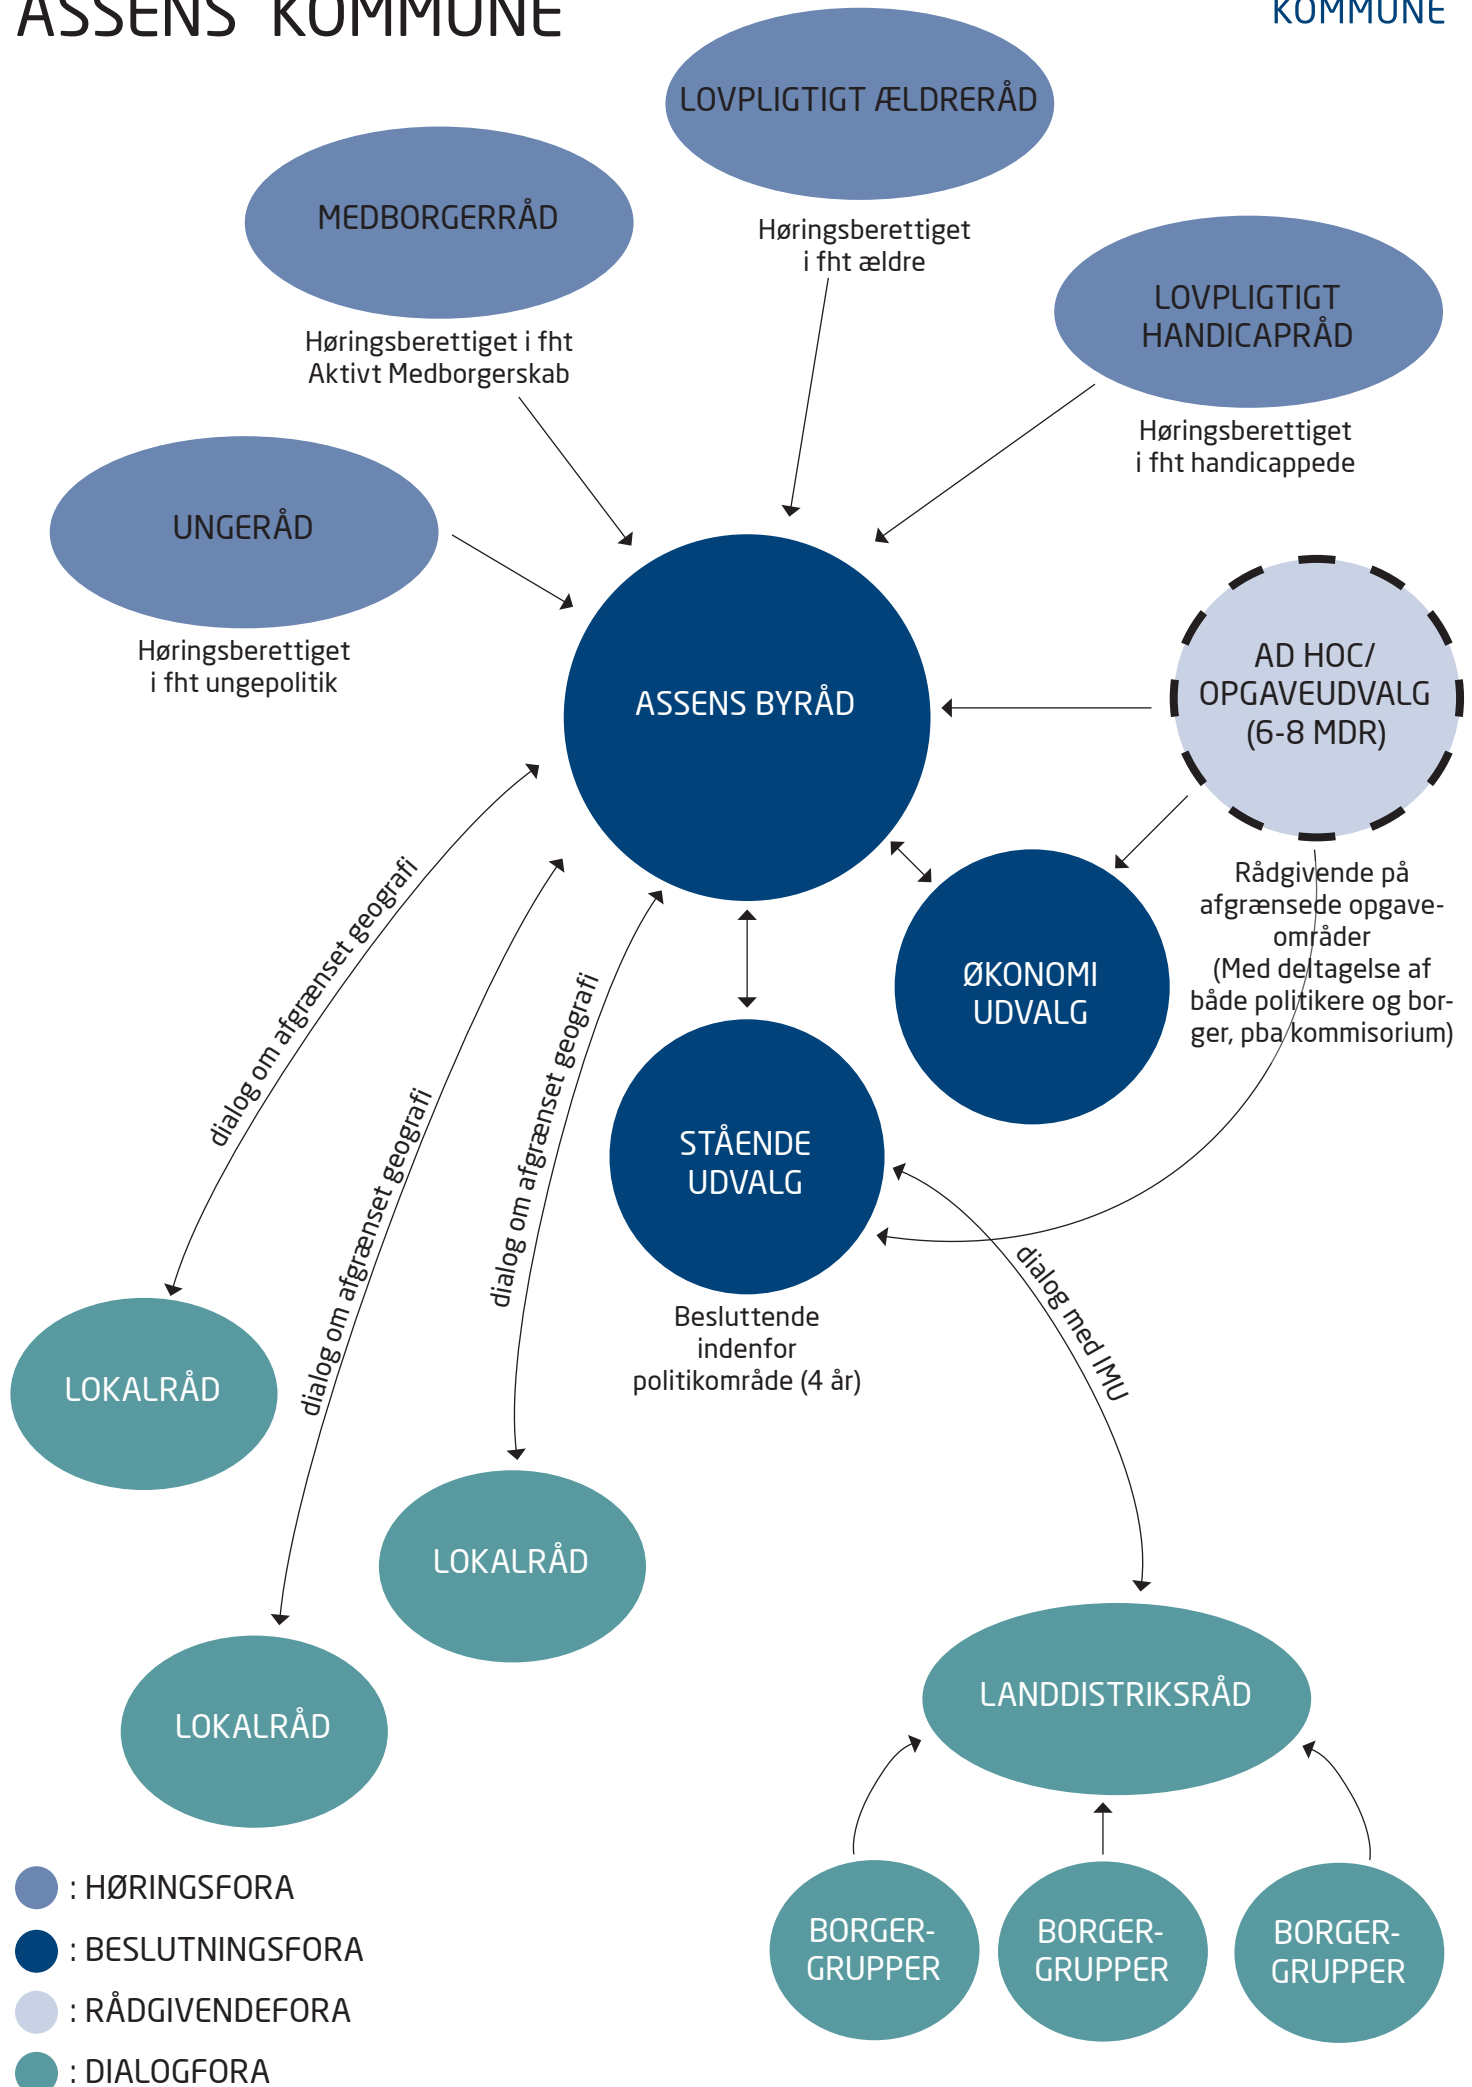 ASSENS KOMMUNE
KOMMUNE
LOVPLIGTIGT ÆLDRERÅD
Høringsberettiget
i fht ældre
MEDBORGERRÅD
Høringsberettiget i fht
Aktivt Medborgerskab
LOVPLIGTIGT
HANDICAPRÅD
Høringsberettiget
i fht handicappede
UNGERÅD
Høringsberettiget
i fht ungepolitik
ASSENS BYRÅD
AD HOC/
OPGAVEUDVALG
(6-8 MDR)
Rådgivende på
afgrænsede opgave-
områder
(Med deltagelse af
både politikere og bor-
ger, pba kommisorium)
ØKONOMI
UDVALG
STÅENDE
UDVALG
Besluttende
indenfor
politikområde (4 år)
dialog om afgrænset geografi
dialog om afgrænset geografi
dialog om afgrænset geografi
dialog med IMU
LOKALRÅD
LOKALRÅD
LOKALRÅD
LANDDISTRIKSRÅD
BORGER-
GRUPPER
BORGER-
GRUPPER
BORGER-
GRUPPER
: HØRINGSFORA
: BESLUTNINGSFORA
: RÅDGIVENDEFORA
: DIALOGFORA